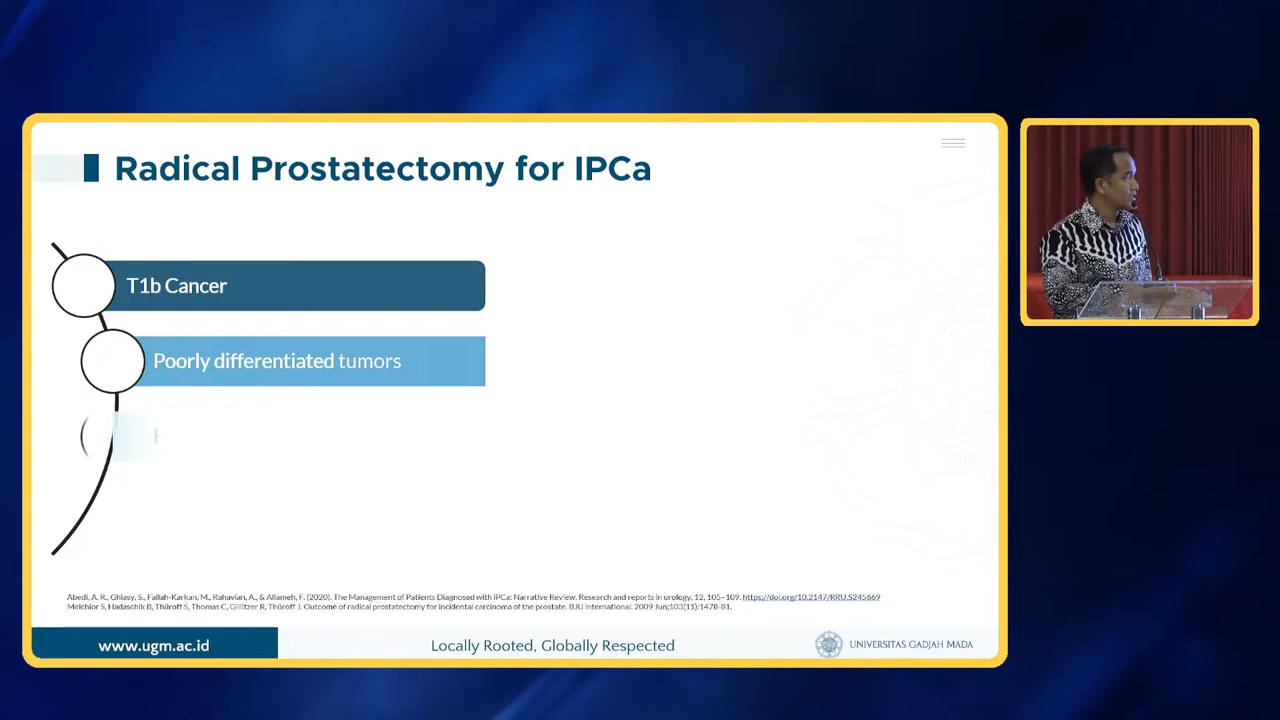 Radical Prostatectomy for IPCa
T1b Cancer
Poorly differentiated tumors
Abedi, A. R., Ghiasy, S., Fallah-Karkan, M., Rahavian, A., & Allameh, F. (2020). The Management of Patients Diagnosed with iPCa: Narrative Review. Research and reports in urology, 12, 105–109. https://doi.org/10.2147/RRU.S245669
Melchior S, Hadaschik B, Thüroff S, Thomas C, Gillitzer R, Thüroff J. Outcome of radical prostatectomy for incidental carcinoma of the prostate. BJU International. 2009 Jun;103(11):1478-81.
www.ugm.ac.id
Locally Rooted, Globally Respected
UNIVERSITAS GADJAH MADA